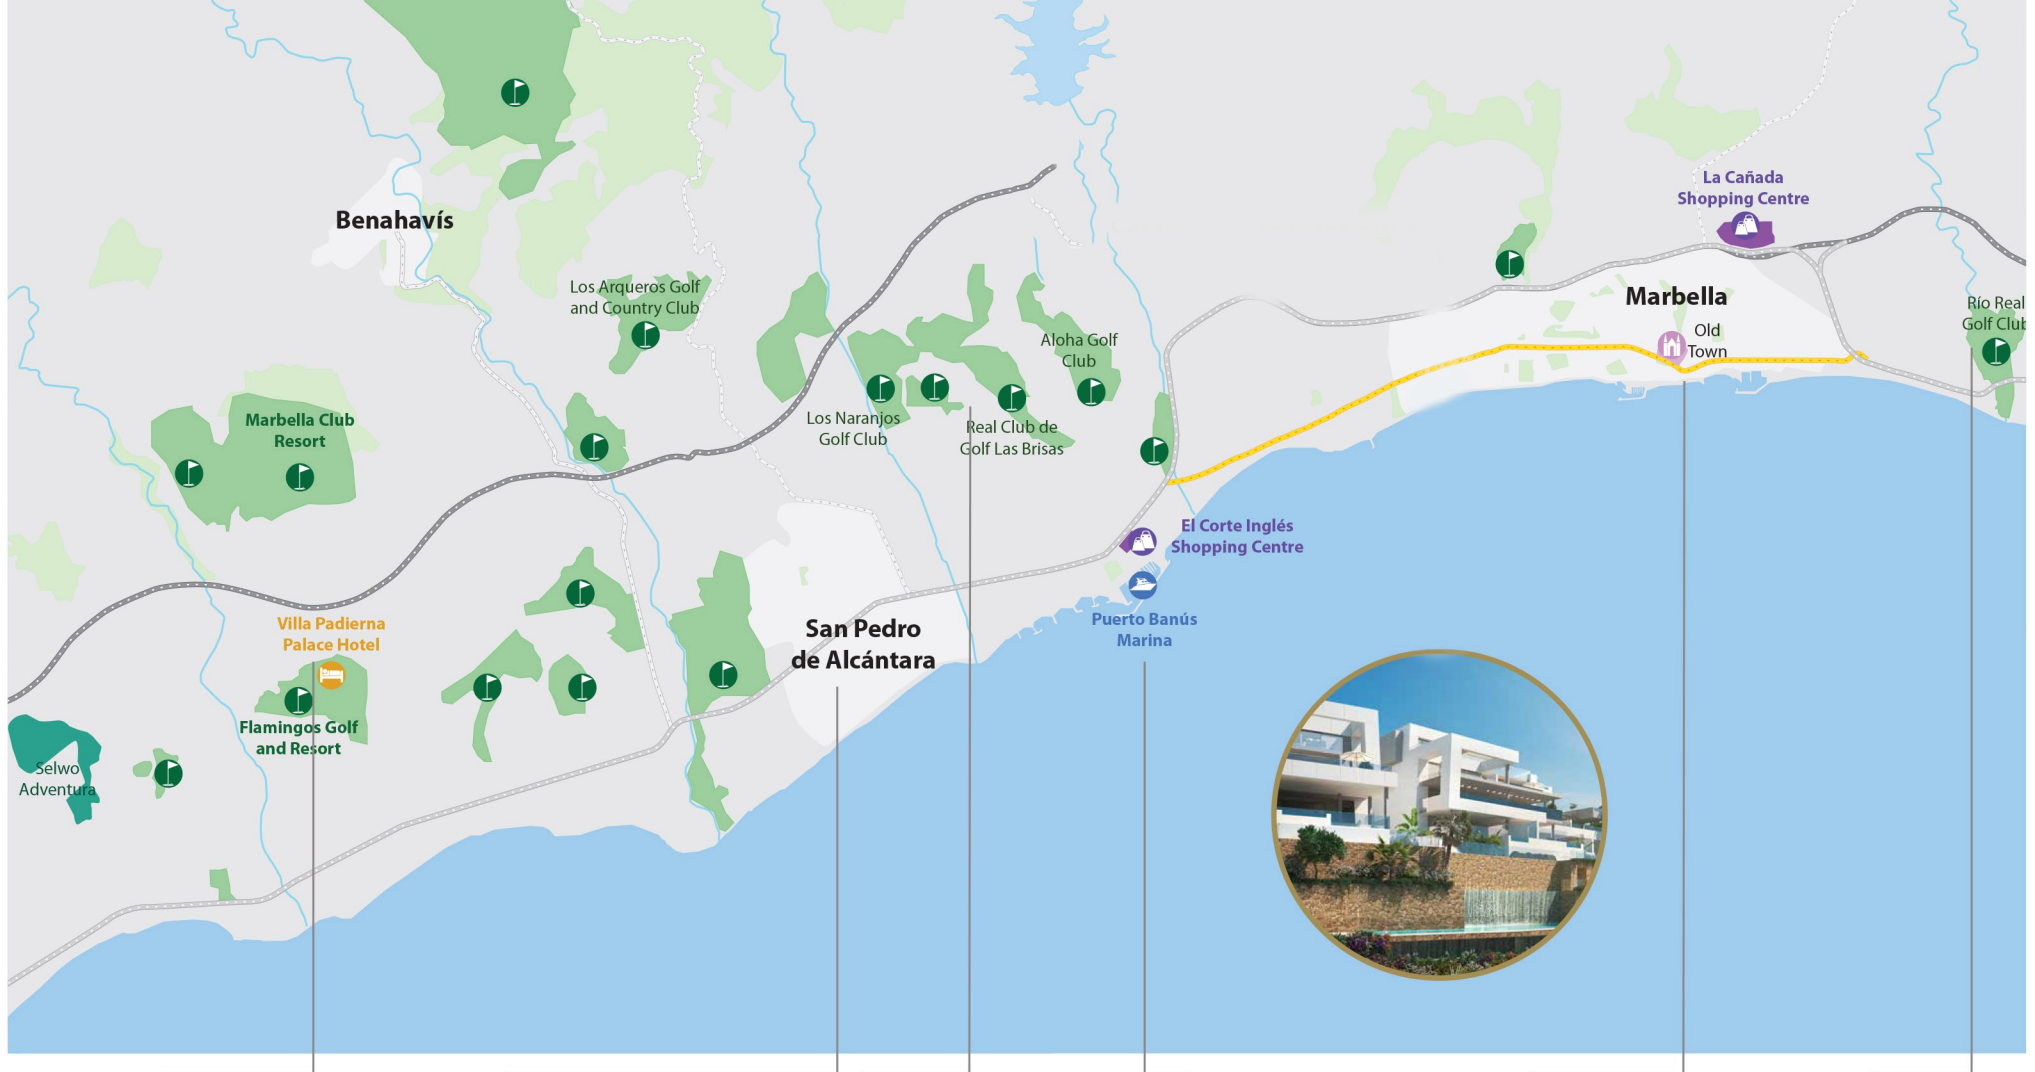 La Cañada
Shopping Centre
Benahavís
Los Arqueros Golf
and Country Club
Marbella
Río Real
Golf Club
Old
Town
Aloha Golf
Club
Marbella Club
Resort
Los Naranjos
Golf Club
Real Club de
Golf Las Brisas
El Corte Inglés
Shopping Centre
Villa Padierna
Palace Hotel
Puerto Banús
Marina
San Pedro
de Alcántara
Flamingos Golf
and Resort
Selwo
Adventura